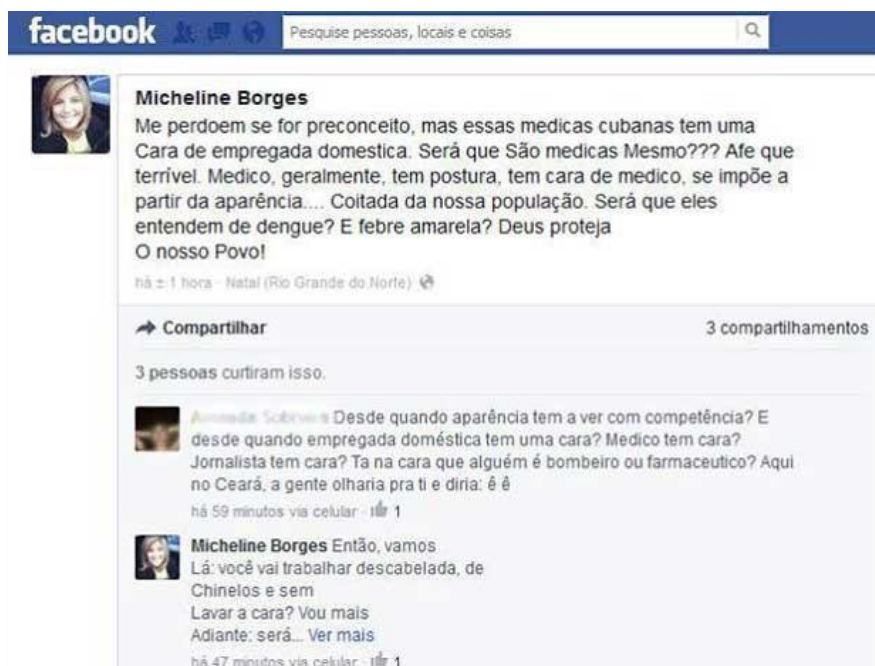 facebook
Pesquise pessoas, locais e coisas
Micheline Borges
Me perdoem se for preconceito, mas essas medicas cubanas tem uma
Cara de empregada domestica. Será que São medicas Mesmo??? Afe que
terrível. Medico, geralmente, tem postura, tem cara de medico, se impõe a
partir da aparência.... Coitada da nossa população. Será que eles
entendem de dengue? E febre amarela? Deus proteja
O nosso Povo!
há ± 1 hora · Natal (Rio Grande do Norte)
Compartilhar
3 compartilhamentos
3 pessoas curtiram isso.
Desde quando aparência tem a ver com competência? E
desde quando empregada doméstica tem uma cara? Medico tem cara?
Jornalista tem cara? Ta na cara que alguém é bombeiro ou farmaceutico? Aqui
no Ceará, a gente olharia pra ti e diria: ê ê
há 59 minutos via celular · 1
Micheline Borges Então, vamos
Lá: você vai trabalhar descabelada, de
Chinelos e sem
Lavar a cara? Vou mais
Adiante: será... Ver mais
há 47 minutos via celular · 1